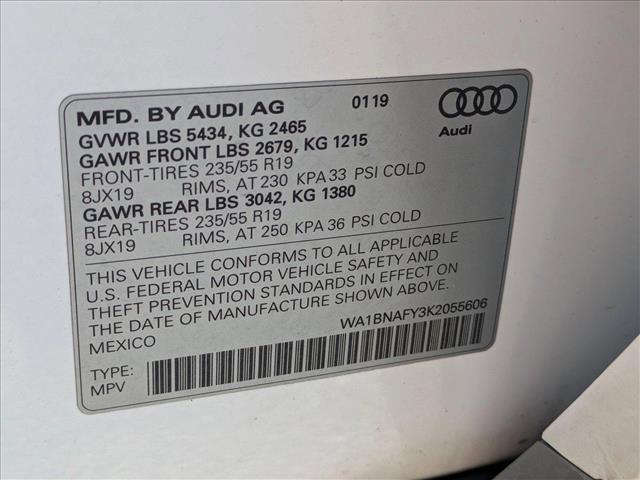 MFD. BY AUDI AG 0119
GVWR LBS 5434, KG 2465
GAWR FRONT LBS 2679, KG 1215
FRONT-TIRES 235/55 R19
8JX19 RIMS, AT 230 KPA 33 PSI COLD
GAWR REAR LBS 3042, KG 1380
REAR-TIRES 235/55 R19
8JX19 RIMS, AT 250 KPA 36 PSI COLD
Audi
THIS VEHICLE CONFORMS TO ALL APPLICABLE
U.S. FEDERAL MOTOR VEHICLE SAFETY AND
THEFT PREVENTION STANDARDS IN EFFECT ON
THE DATE OF MANUFACTURE SHOWN ABOVE.
MEXICO WA1BNAFY3K2055606
TYPE:
MPV